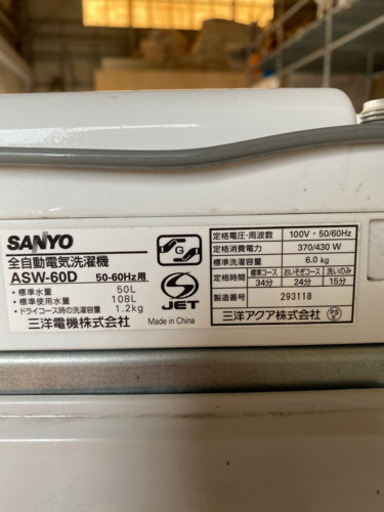 SANYO
全自動電気洗濯機
ASW-60D 50-60Hz用
・標準水量 50L
・標準使用水量 108L
・ドライコース時の洗濯容量 1.2kg
三洋電機株式会社 Made in China
G
S
JET
定格電圧・周波数 100V・50/60Hz
定格消費電力 370/430 W
標準洗濯容量 6.0 kg
定格時間 標準コース おいそぎコース 洗いのみ
34分 24分 15分
製造番号 293118
三洋アクア株式会社
PSE